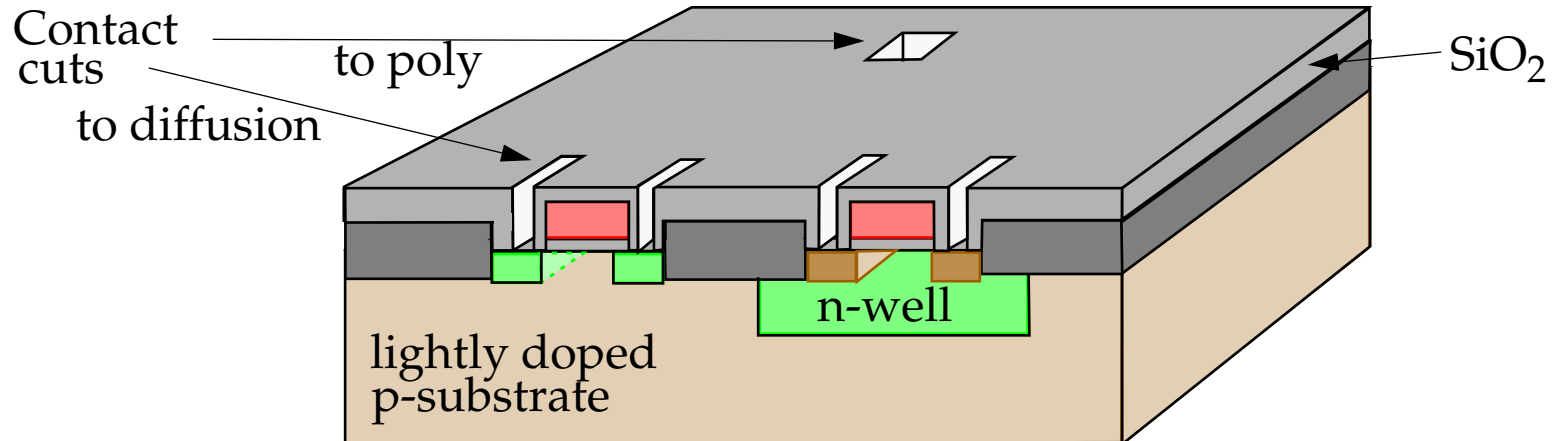 Contact
cuts
to poly
to diffusion
SiO₂
n-well
lightly doped
p-substrate